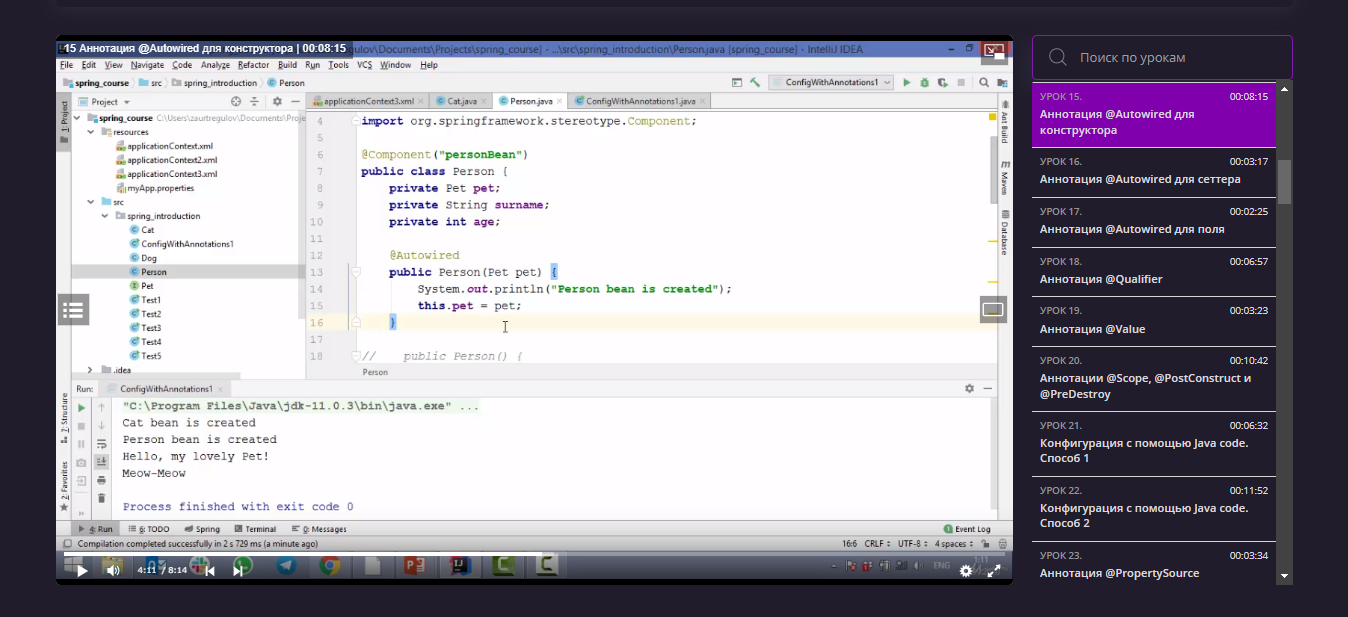 15 Аннотация @Autowired для конструктора | 00:08:15
ulov\Documents\Projects\spring_course] - ...\src\spring_introduction\Person.java [spring_course] - IntelliJ IDEA
File Edit View Navigate Code Analyze Refactor Build Run Tools VCS Window Help
spring_course src spring_introduction Person
ConfigWithAnnotations1
Project
applicationContext3.xml Cat.java Person.java ConfigWithAnnotations1.java
1: Project
spring_course C:\Users\zaurtregulov\Documents\Proje
resources
applicationContext.xml
applicationContext2.xml
applicationContext3.xml
myApp.properties
src
spring_introduction
Cat
ConfigWithAnnotations1
Dog
Person
Pet
Test1
Test2
Test3
Test4
Test5
.idea
4 import org.springframework.stereotype.Component;
5
6 @Component("personBean")
7 public class Person {
8 private Pet pet;
9 private String surname;
10 private int age;
11
12 @Autowired
13 public Person(Pet pet) {
14 System.out.println("Person bean is created");
15 this.pet = pet;
16 }
17
18 // public Person() {
Person
Ant Build
Maven
Database
Run: ConfigWithAnnotations1
"C:\Program Files\Java\jdk-11.0.3\bin\java.exe" ...
Cat bean is created
Person bean is created
Hello, my lovely Pet!
Meow-Meow
Process finished with exit code 0
7: Structure
2: Favorites
4: Run 6: TODO Spring Terminal 0: Messages
1 Event Log
Compilation completed successfully in 2 s 729 ms (a minute ago)
16:6 CRLF UTF-8 4 spaces
4:11 / 8:14
ENG
Поиск по урокам
УРОК 15. 00:08:15
Аннотация @Autowired для
конструктора
УРОК 16. 00:03:17
Аннотация @Autowired для сеттера
УРОК 17. 00:02:25
Аннотация @Autowired для поля
УРОК 18. 00:06:57
Аннотация @Qualifier
УРОК 19. 00:03:23
Аннотация @Value
УРОК 20. 00:10:42
Аннотации @Scope, @PostConstruct и
@PreDestroy
УРОК 21. 00:06:32
Конфигурация с помощью Java code.
Способ 1
УРОК 22. 00:11:52
Конфигурация с помощью Java code.
Способ 2
УРОК 23. 00:03:34
Аннотация @PropertySource